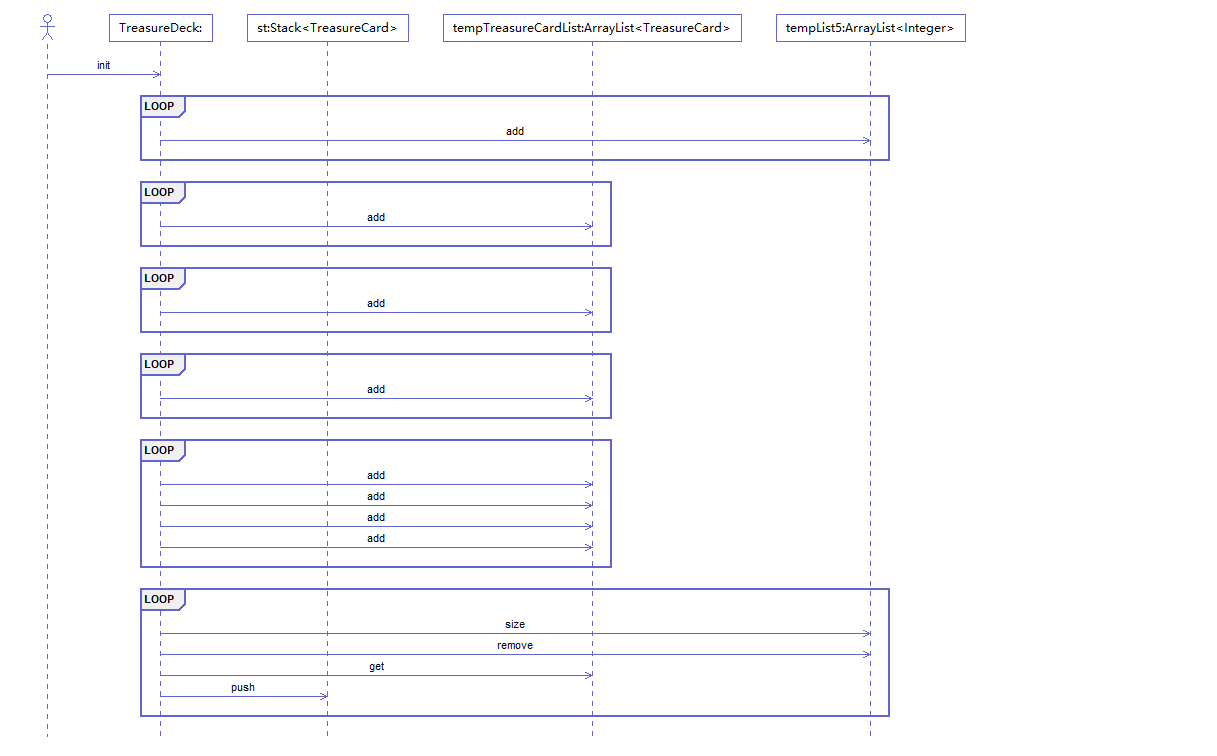 TreasureDeck: st:Stack<TreasureCard> tempTreasureCardList:ArrayList<TreasureCard> tempList5:ArrayList<Integer>
init
LOOP
add
LOOP
add
LOOP
add
LOOP
add
LOOP
add
add
add
add
LOOP
size
remove
get
push